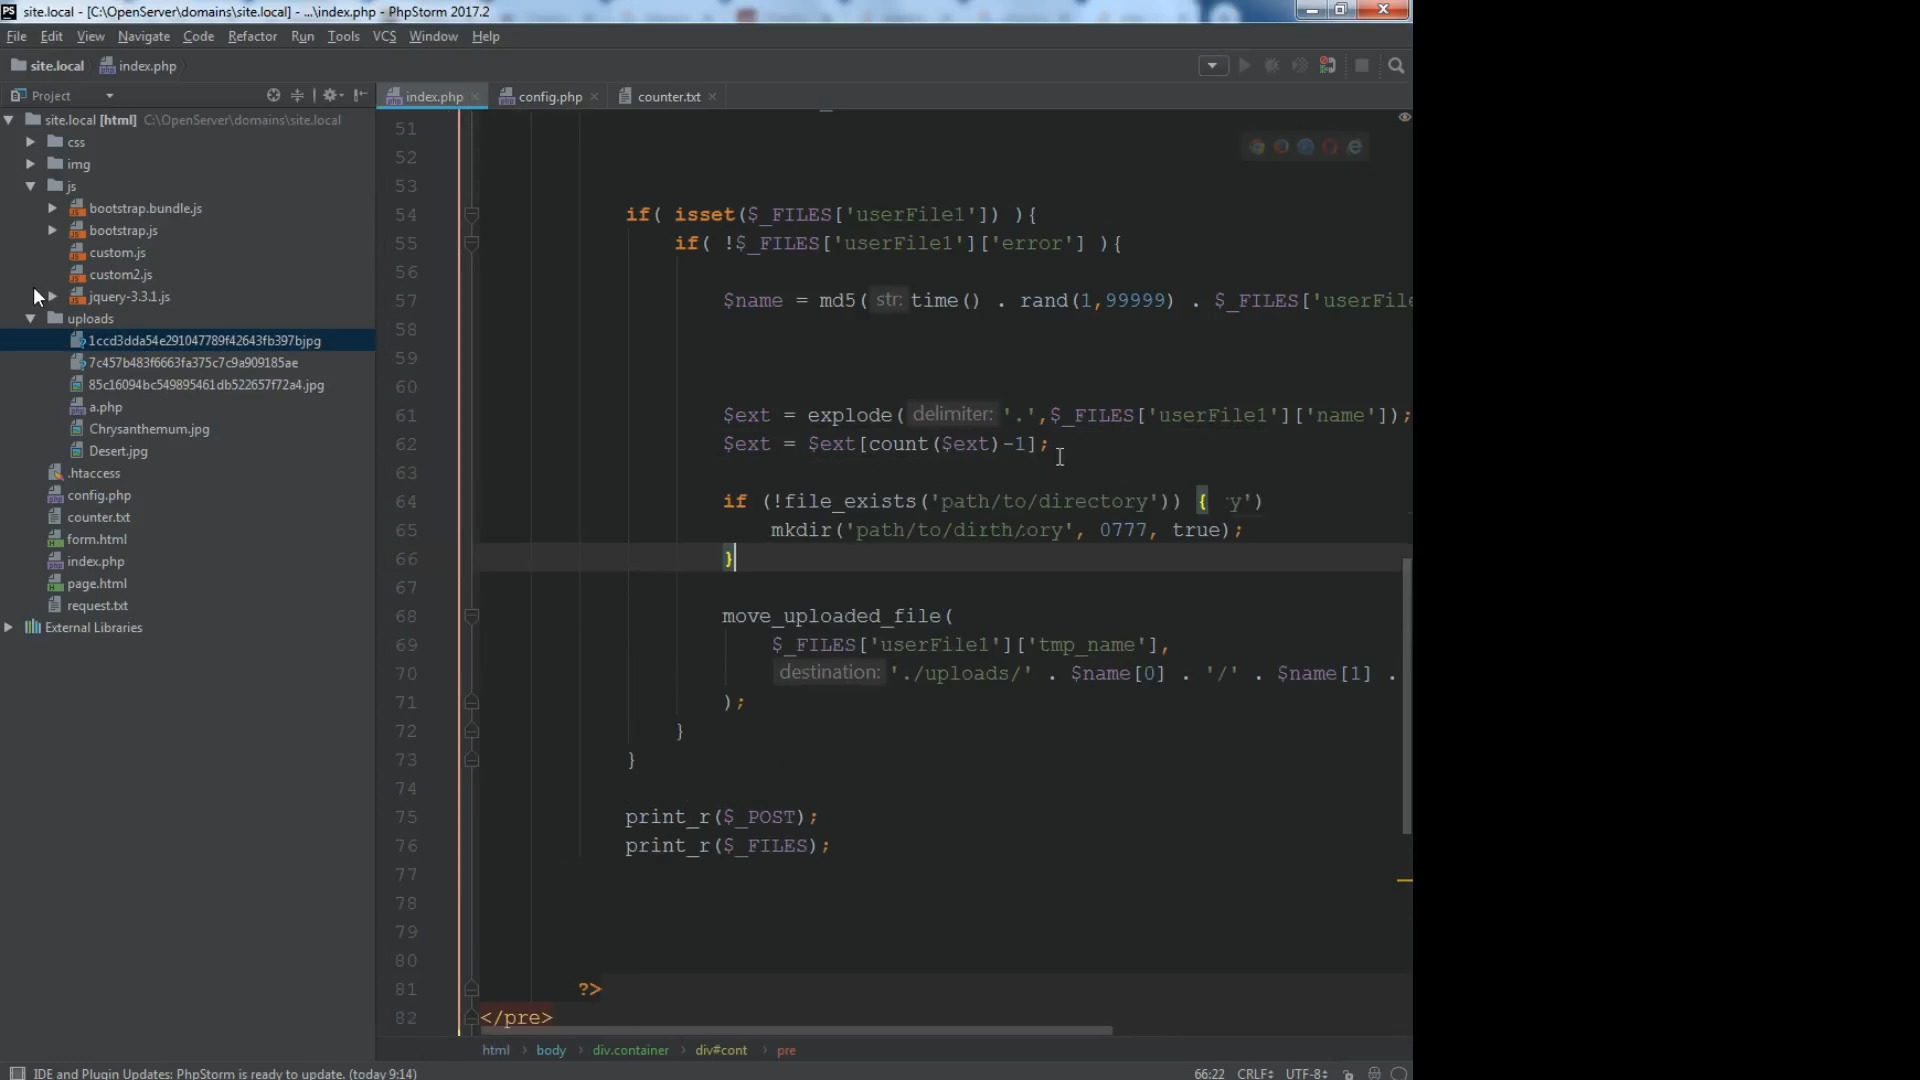 PS site.local - [C:\OpenServer\domains\site.local] - ...\index.php - PhpStorm 2017.2
File Edit View Navigate Code Refactor Run Tools VCS Window Help
site.local index.php
Project index.php config.php counter.txt
site.local [html] C:\OpenServer\domains\site.local
css
img
js
bootstrap.bundle.js
bootstrap.js
custom.js
custom2.js
jquery-3.3.1.js
uploads
1ccd3dda54e291047789f42643fb397bjpg
7c457b483f6663fa375c7c9a909185ae
85c16094bc549895461db522657f72a4.jpg
a.php
Chrysanthemum.jpg
Desert.jpg
.htaccess
config.php
counter.txt
form.html
index.php
page.html
request.txt
External Libraries
51
52
53
54 if( isset($_FILES['userFile1']) ){
55 if( !$_FILES['userFile1']['error'] ){
56
57 $name = md5( str: time() . rand(1,99999) . $_FILES['userFile
58
59
60
61 $ext = explode( delimiter: '.',$_FILES['userFile1']['name']);
62 $ext = $ext[count($ext)-1];
63
64 if (!file_exists('path/to/directory')) { y')
65 mkdir('path/to/ , 0777, true);
66 }
67
68 move_uploaded_file(
69 $_FILES['userFile1']['tmp_name'],
70 destination: './uploads/' . $name[0] . '/' . $name[1] .
71 );
72 }
73 }
74
75 print_r($_POST);
76 print_r($_FILES);
77
78
79
80
81 ?>
82 </pre>
html body div.container div#cont pre
IDE and Plugin Updates: PhpStorm is ready to update. (today 9:14) 66:22 CRLF UTF-8